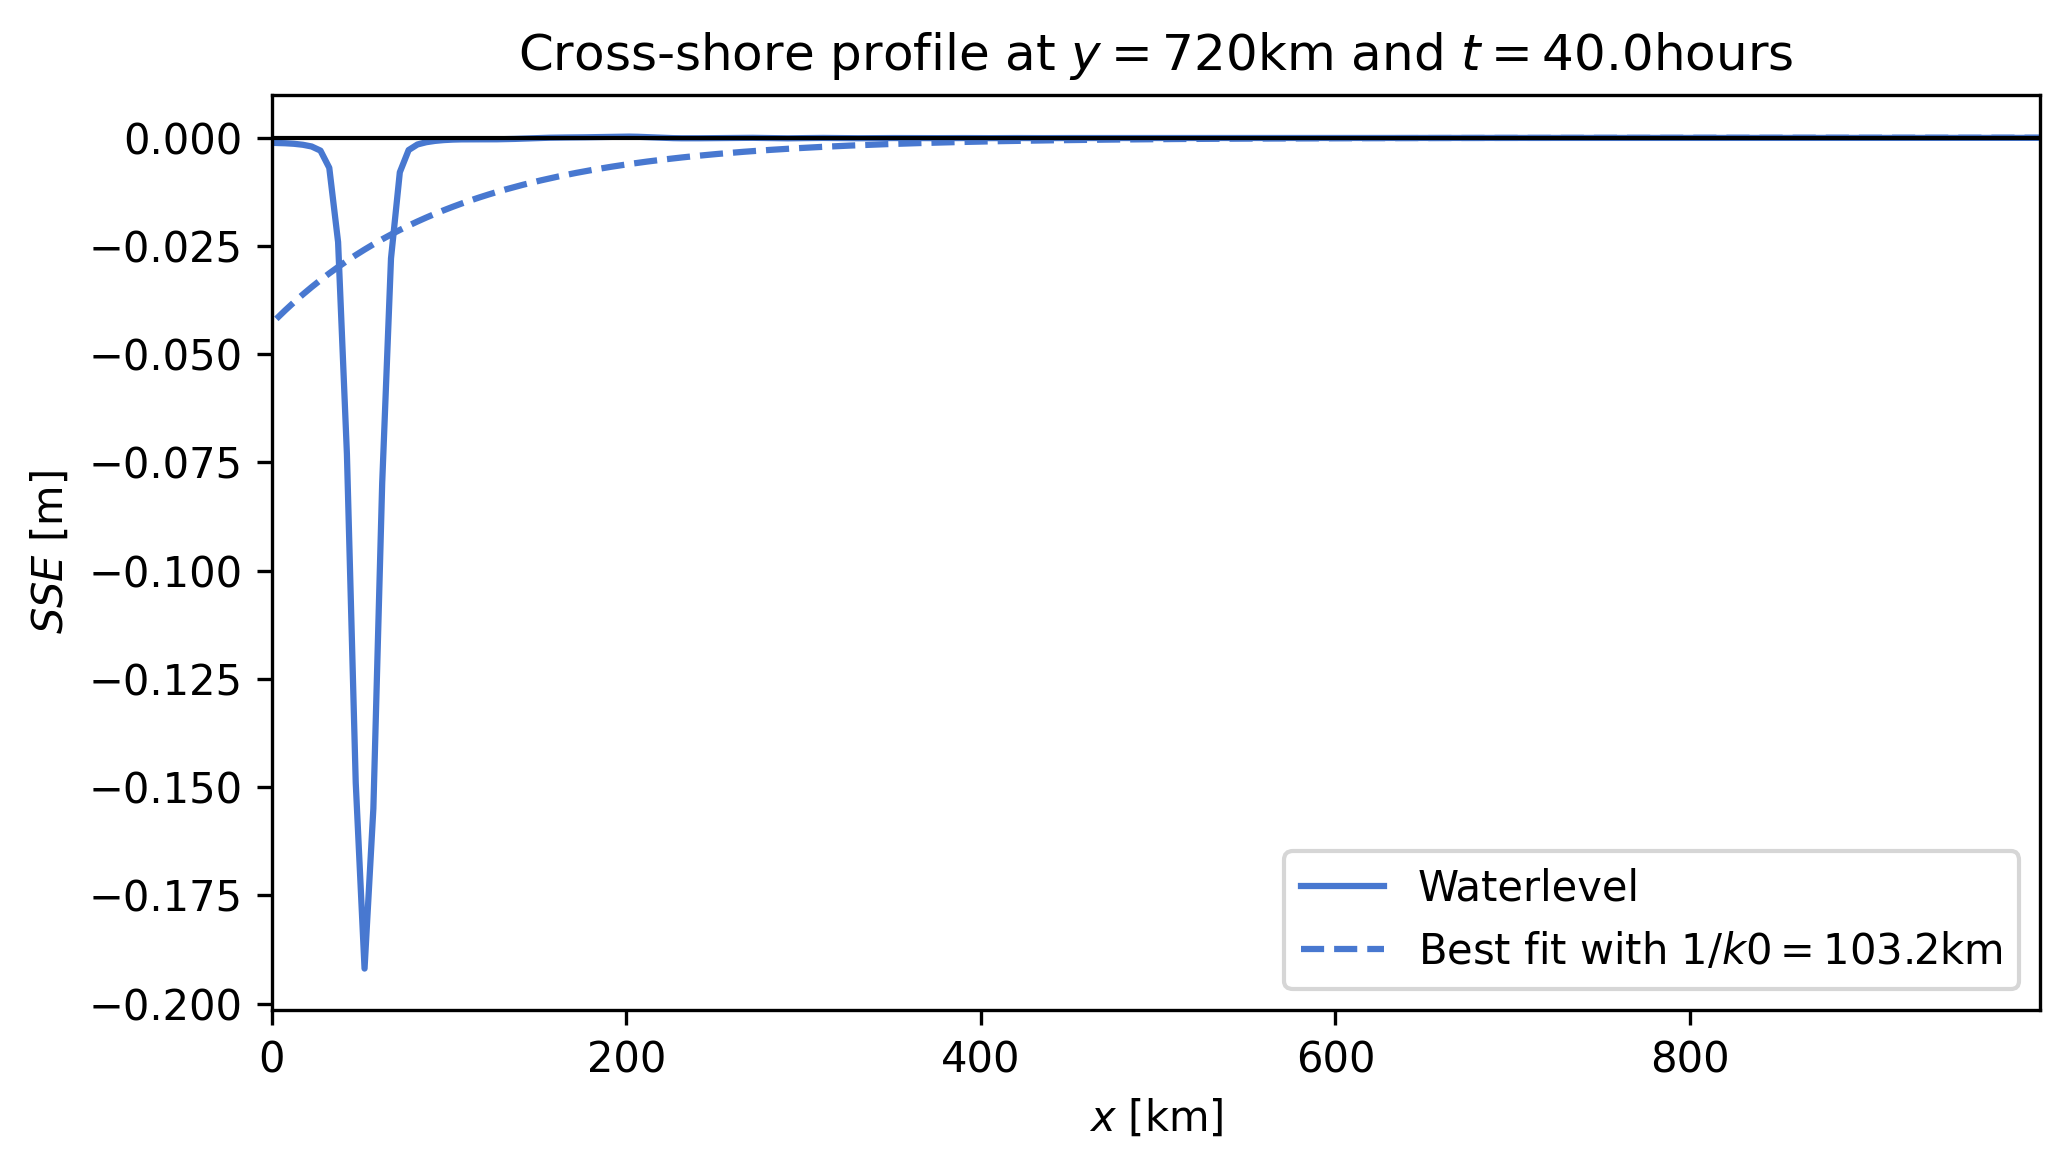 Cross-shore profile at y = 720km and t = 40.0hours
0.000
−0.025
−0.050
−0.075
−0.100
−0.125
−0.150
−0.175
−0.200
SSE [m]
0
200
400
600
800
x [km]
Waterlevel
Best fit with 1/k0 = 103.2km